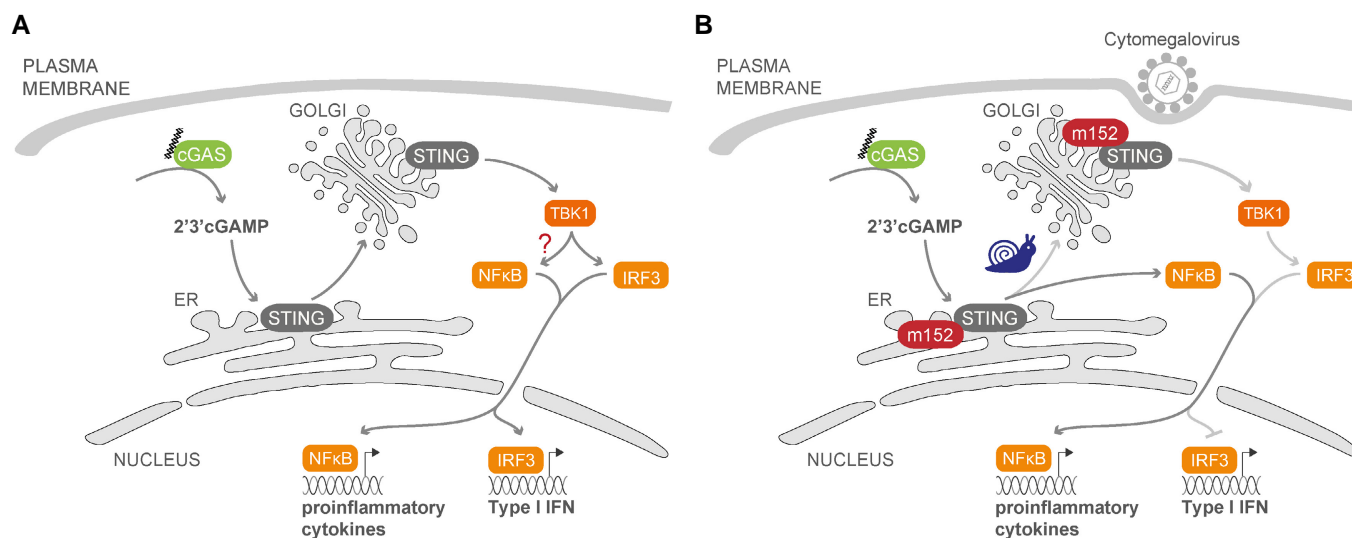 A
PLASMA
MEMBRANE
GOLGI
cGAS
STING
2'3'cGAMP
TBK1
?
NFκB
IRF3
ER
STING
NUCLEUS
NFκB
IRF3
proinflammatory
cytokines
Type I IFN
B
Cytomegalovirus
PLASMA
MEMBRANE
GOLGI
m152
cGAS
STING
2'3'cGAMP
TBK1
NFκB
IRF3
ER
STING
m152
NUCLEUS
NFκB
IRF3
proinflammatory
cytokines
Type I IFN